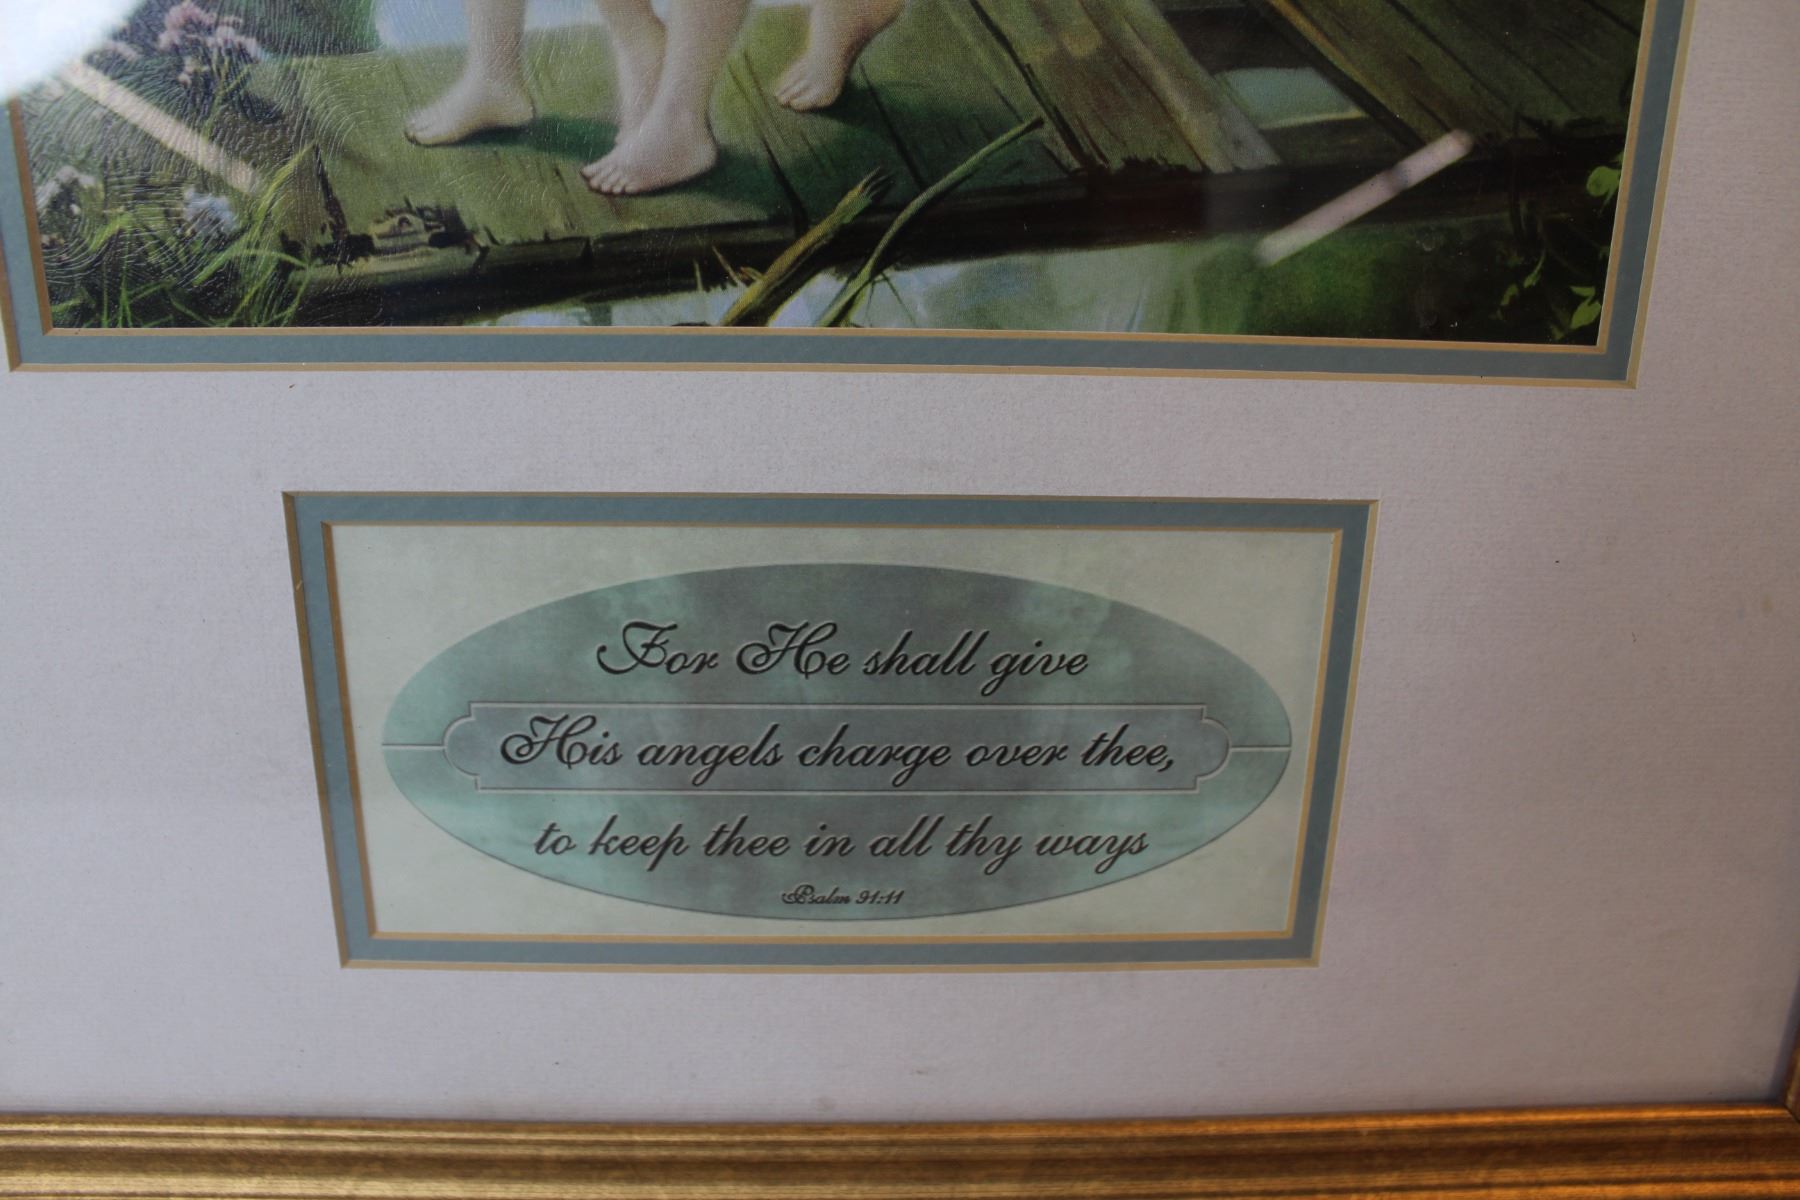 For He shall give
His angels charge over thee,
to keep thee in all thy ways
Psalm 91:11